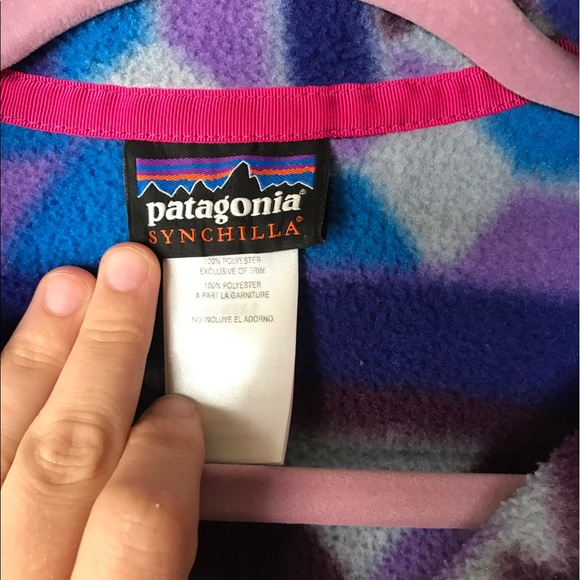 patagonia®
SYNCHILLA®
100% POLYESTER
EXCLUSIVE OF TRIM
100% POLYESTER
A PART LA GARNITURE
NO INCLUYE EL ADORNO